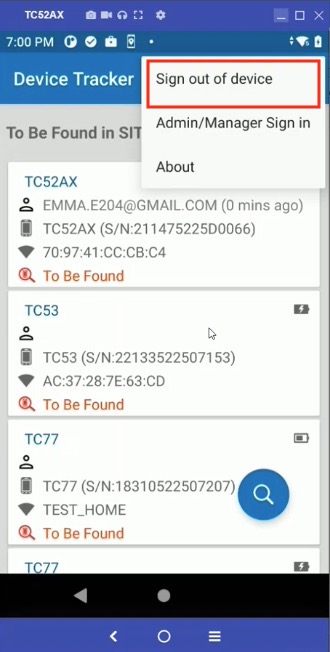 TC52AX
7:00 PM
Device Tracker
Sign out of device
Admin/Manager Sign in
About
To Be Found in SIT
TC52AX
EMMA.E204@GMAIL.COM (0 mins ago)
TC52AX (S/N:211475225D0066)
70:97:41:CC:CB:C4
To Be Found
TC53
TC53 (S/N:22133522507153)
AC:37:28:7E:63:CD
To Be Found
TC77
TC77 (S/N:18310522507207)
TEST_HOME
To Be Found
TC77